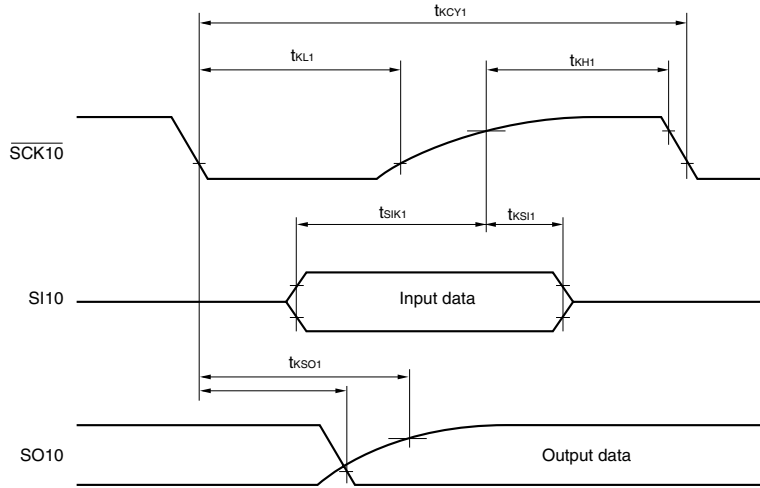 tKCY1
tKL1
tKH1
SCK10
tSIK1
tKSI1
SI10
Input data
tKSO1
SO10
Output data